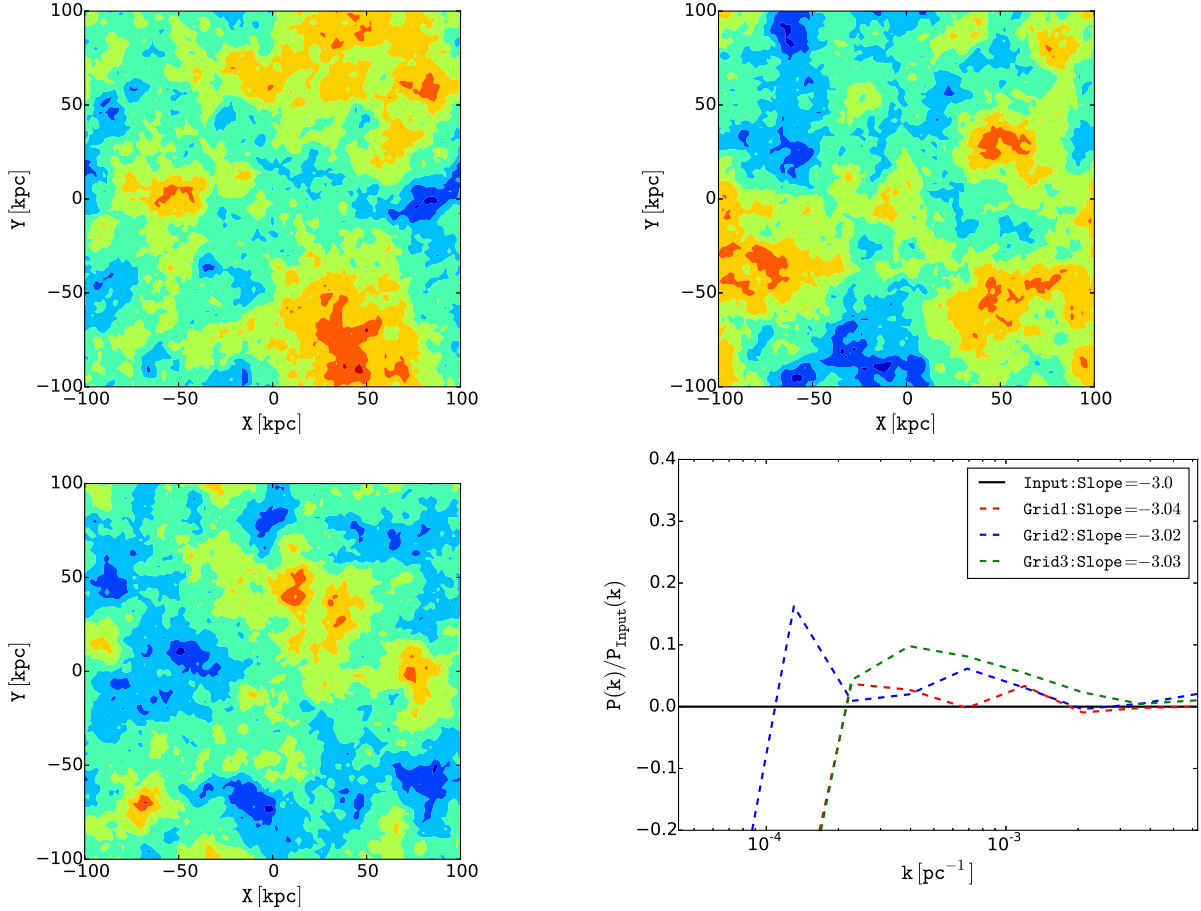 100
50
0
−50
−100
Y [kpc]
−100 −50 0 50 100
X [kpc]
100
50
0
−50
−100
Y [kpc]
−100 −50 0 50 100
X [kpc]
100
50
0
−50
−100
Y [kpc]
−100 −50 0 50 100
X [kpc]
0.4
0.3
0.2
0.1
0.0
−0.1
−0.2
P(k)/P_Input(k)
Input:Slope=−3.0
Grid1:Slope=−3.04
Grid2:Slope=−3.02
Grid3:Slope=−3.03
10⁻⁴ 10⁻³
k [pc⁻¹]